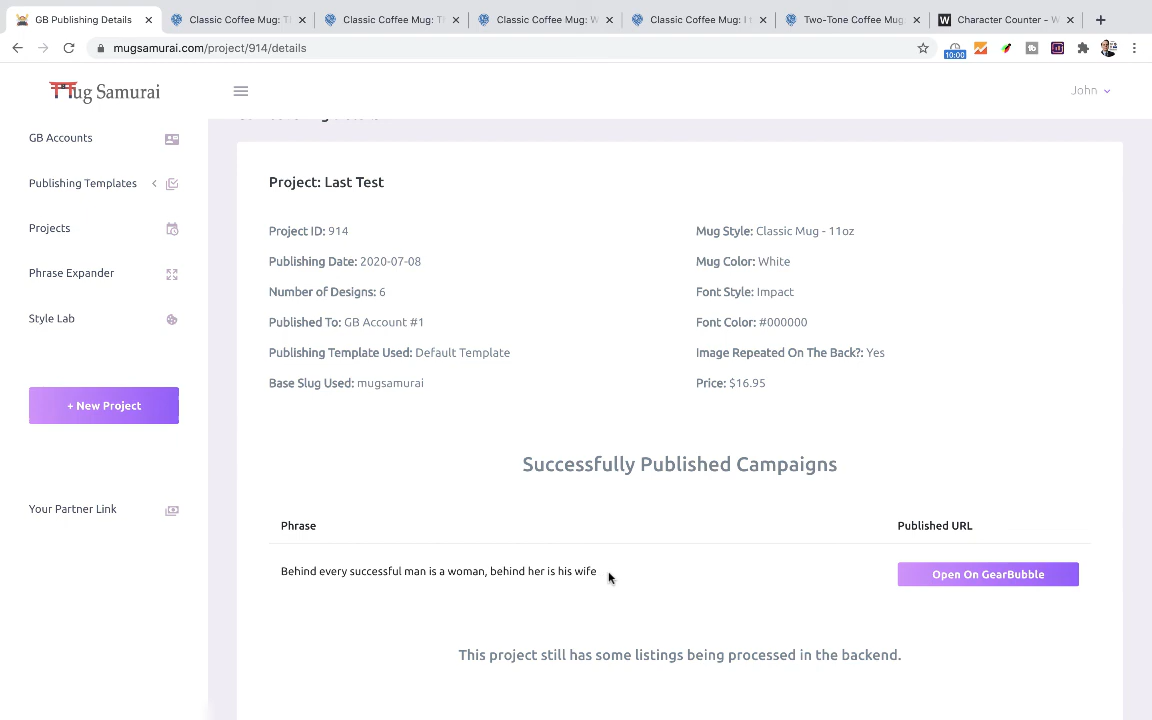 GB Publishing Details
Classic Coffee Mug: Tl
Classic Coffee Mug: Tl
Classic Coffee Mug: W
Classic Coffee Mug: I t
Two-Tone Coffee Mug:
W Character Counter - W
mugsamurai.com/project/914/details
10:00
Mug Samurai
John
GB Accounts
Publishing Templates
Projects
Phrase Expander
Style Lab
+ New Project
Your Partner Link
Project: Last Test
Project ID: 914
Mug Style: Classic Mug - 11oz
Publishing Date: 2020-07-08
Mug Color: White
Number of Designs: 6
Font Style: Impact
Published To: GB Account #1
Font Color: #000000
Publishing Template Used: Default Template
Image Repeated On The Back?: Yes
Base Slug Used: mugsamurai
Price: $16.95
Successfully Published Campaigns
Phrase
Published URL
Behind every successful man is a woman, behind her is his wife
Open On GearBubble
This project still has some listings being processed in the backend.